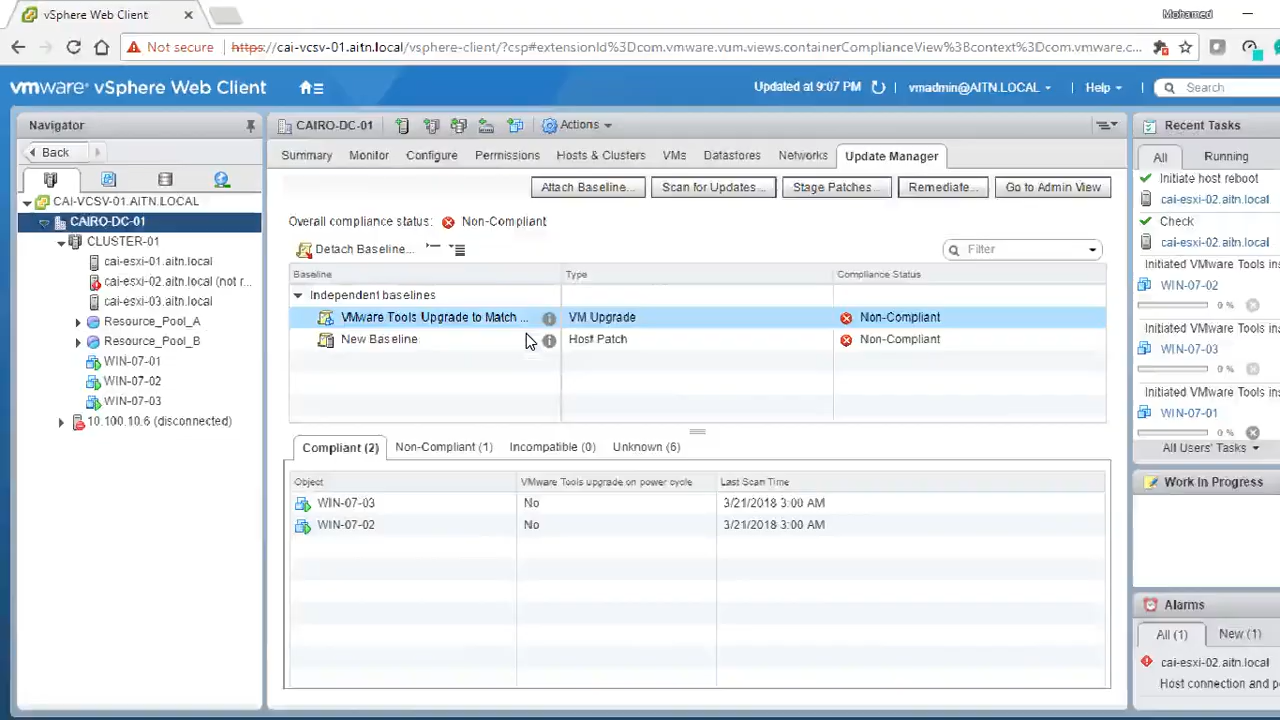 vSphere Web Client
Mohamed
Not secure
https://cai-vcsv-01.aitn.local/vsphere-client/?csp#extensionId%3Dcom.vmware.vum.views.containerComplianceView%3Bcontext%3Dcom.vmware.c...
vmware® vSphere Web Client
Updated at 9:07 PM
vmadmin@AITN.LOCAL
Help
Search
Navigator
Back
CAI-VCSV-01.AITN.LOCAL
CAIRO-DC-01
CLUSTER-01
cai-esxi-01.aitn.local
cai-esxi-02.aitn.local (not r...
cai-esxi-03.aitn.local
Resource_Pool_A
Resource_Pool_B
WIN-07-01
WIN-07-02
WIN-07-03
10.100.10.6 (disconnected)
CAIRO-DC-01
Actions
Summary
Monitor
Configure
Permissions
Hosts & Clusters
VMs
Datastores
Networks
Update Manager
Attach Baseline...
Scan for Updates...
Stage Patches...
Remediate...
Go to Admin View
Overall compliance status: Non-Compliant
Detach Baseline...
Filter
Baseline Type Compliance Status
Independent baselines
VMware Tools Upgrade to Match ... VM Upgrade Non-Compliant
New Baseline Host Patch Non-Compliant
Compliant (2) Non-Compliant (1) Incompatible (0) Unknown (6)
Object VMware Tools upgrade on power cycle Last Scan Time
WIN-07-03 No 3/21/2018 3:00 AM
WIN-07-02 No 3/21/2018 3:00 AM
Recent Tasks
All Running
Initiate host reboot
cai-esxi-02.aitn.local
Check
cai-esxi-02.aitn.local
Initiated VMware Tools ins
WIN-07-02
0 %
Initiated VMware Tools ins
WIN-07-03
0 %
Initiated VMware Tools ins
WIN-07-01
0 %
All Users' Tasks
Work In Progress
Alarms
All (1) New (1)
cai-esxi-02.aitn.local
Host connection and p